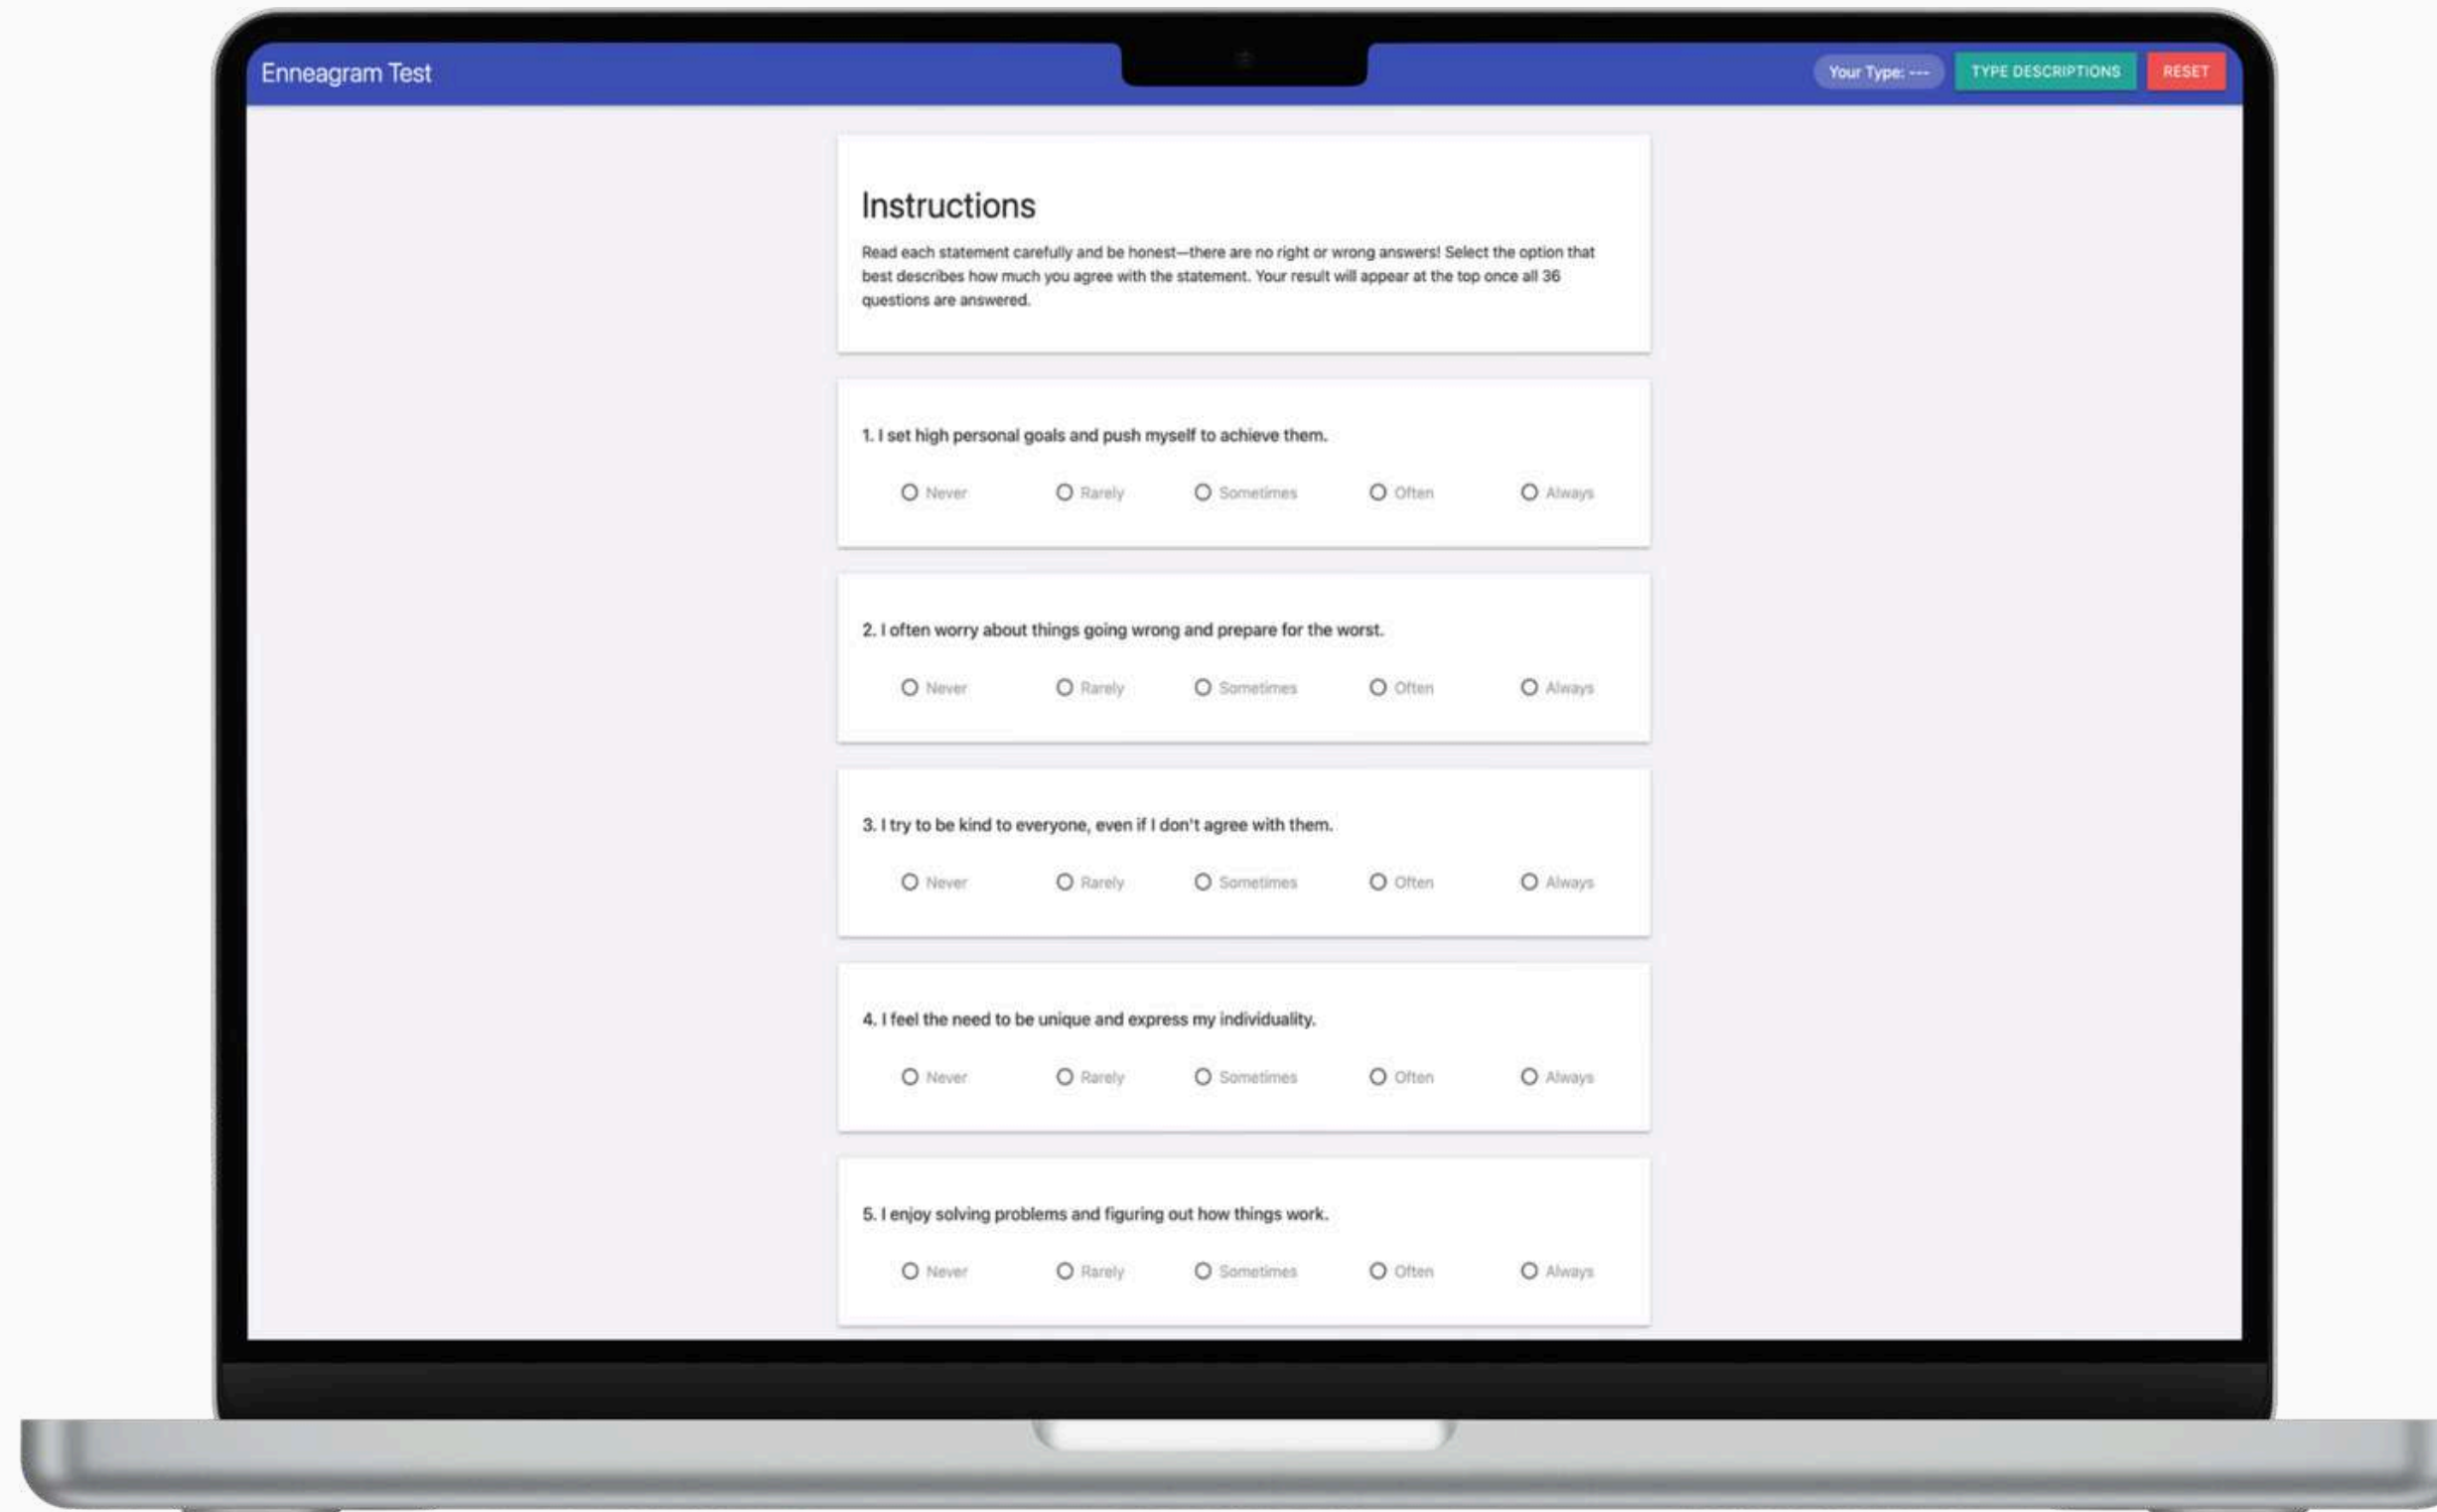 Enneagram Test
Your Type: ---
TYPE DESCRIPTIONS
RESET
Instructions
Read each statement carefully and be honest—there are no right or wrong answers! Select the option that
best describes how much you agree with the statement. Your result will appear at the top once all 36
questions are answered.
1. I set high personal goals and push myself to achieve them.
Never Rarely Sometimes Often Always
2. I often worry about things going wrong and prepare for the worst.
Never Rarely Sometimes Often Always
3. I try to be kind to everyone, even if I don't agree with them.
Never Rarely Sometimes Often Always
4. I feel the need to be unique and express my individuality.
Never Rarely Sometimes Often Always
5. I enjoy solving problems and figuring out how things work.
Never Rarely Sometimes Often Always